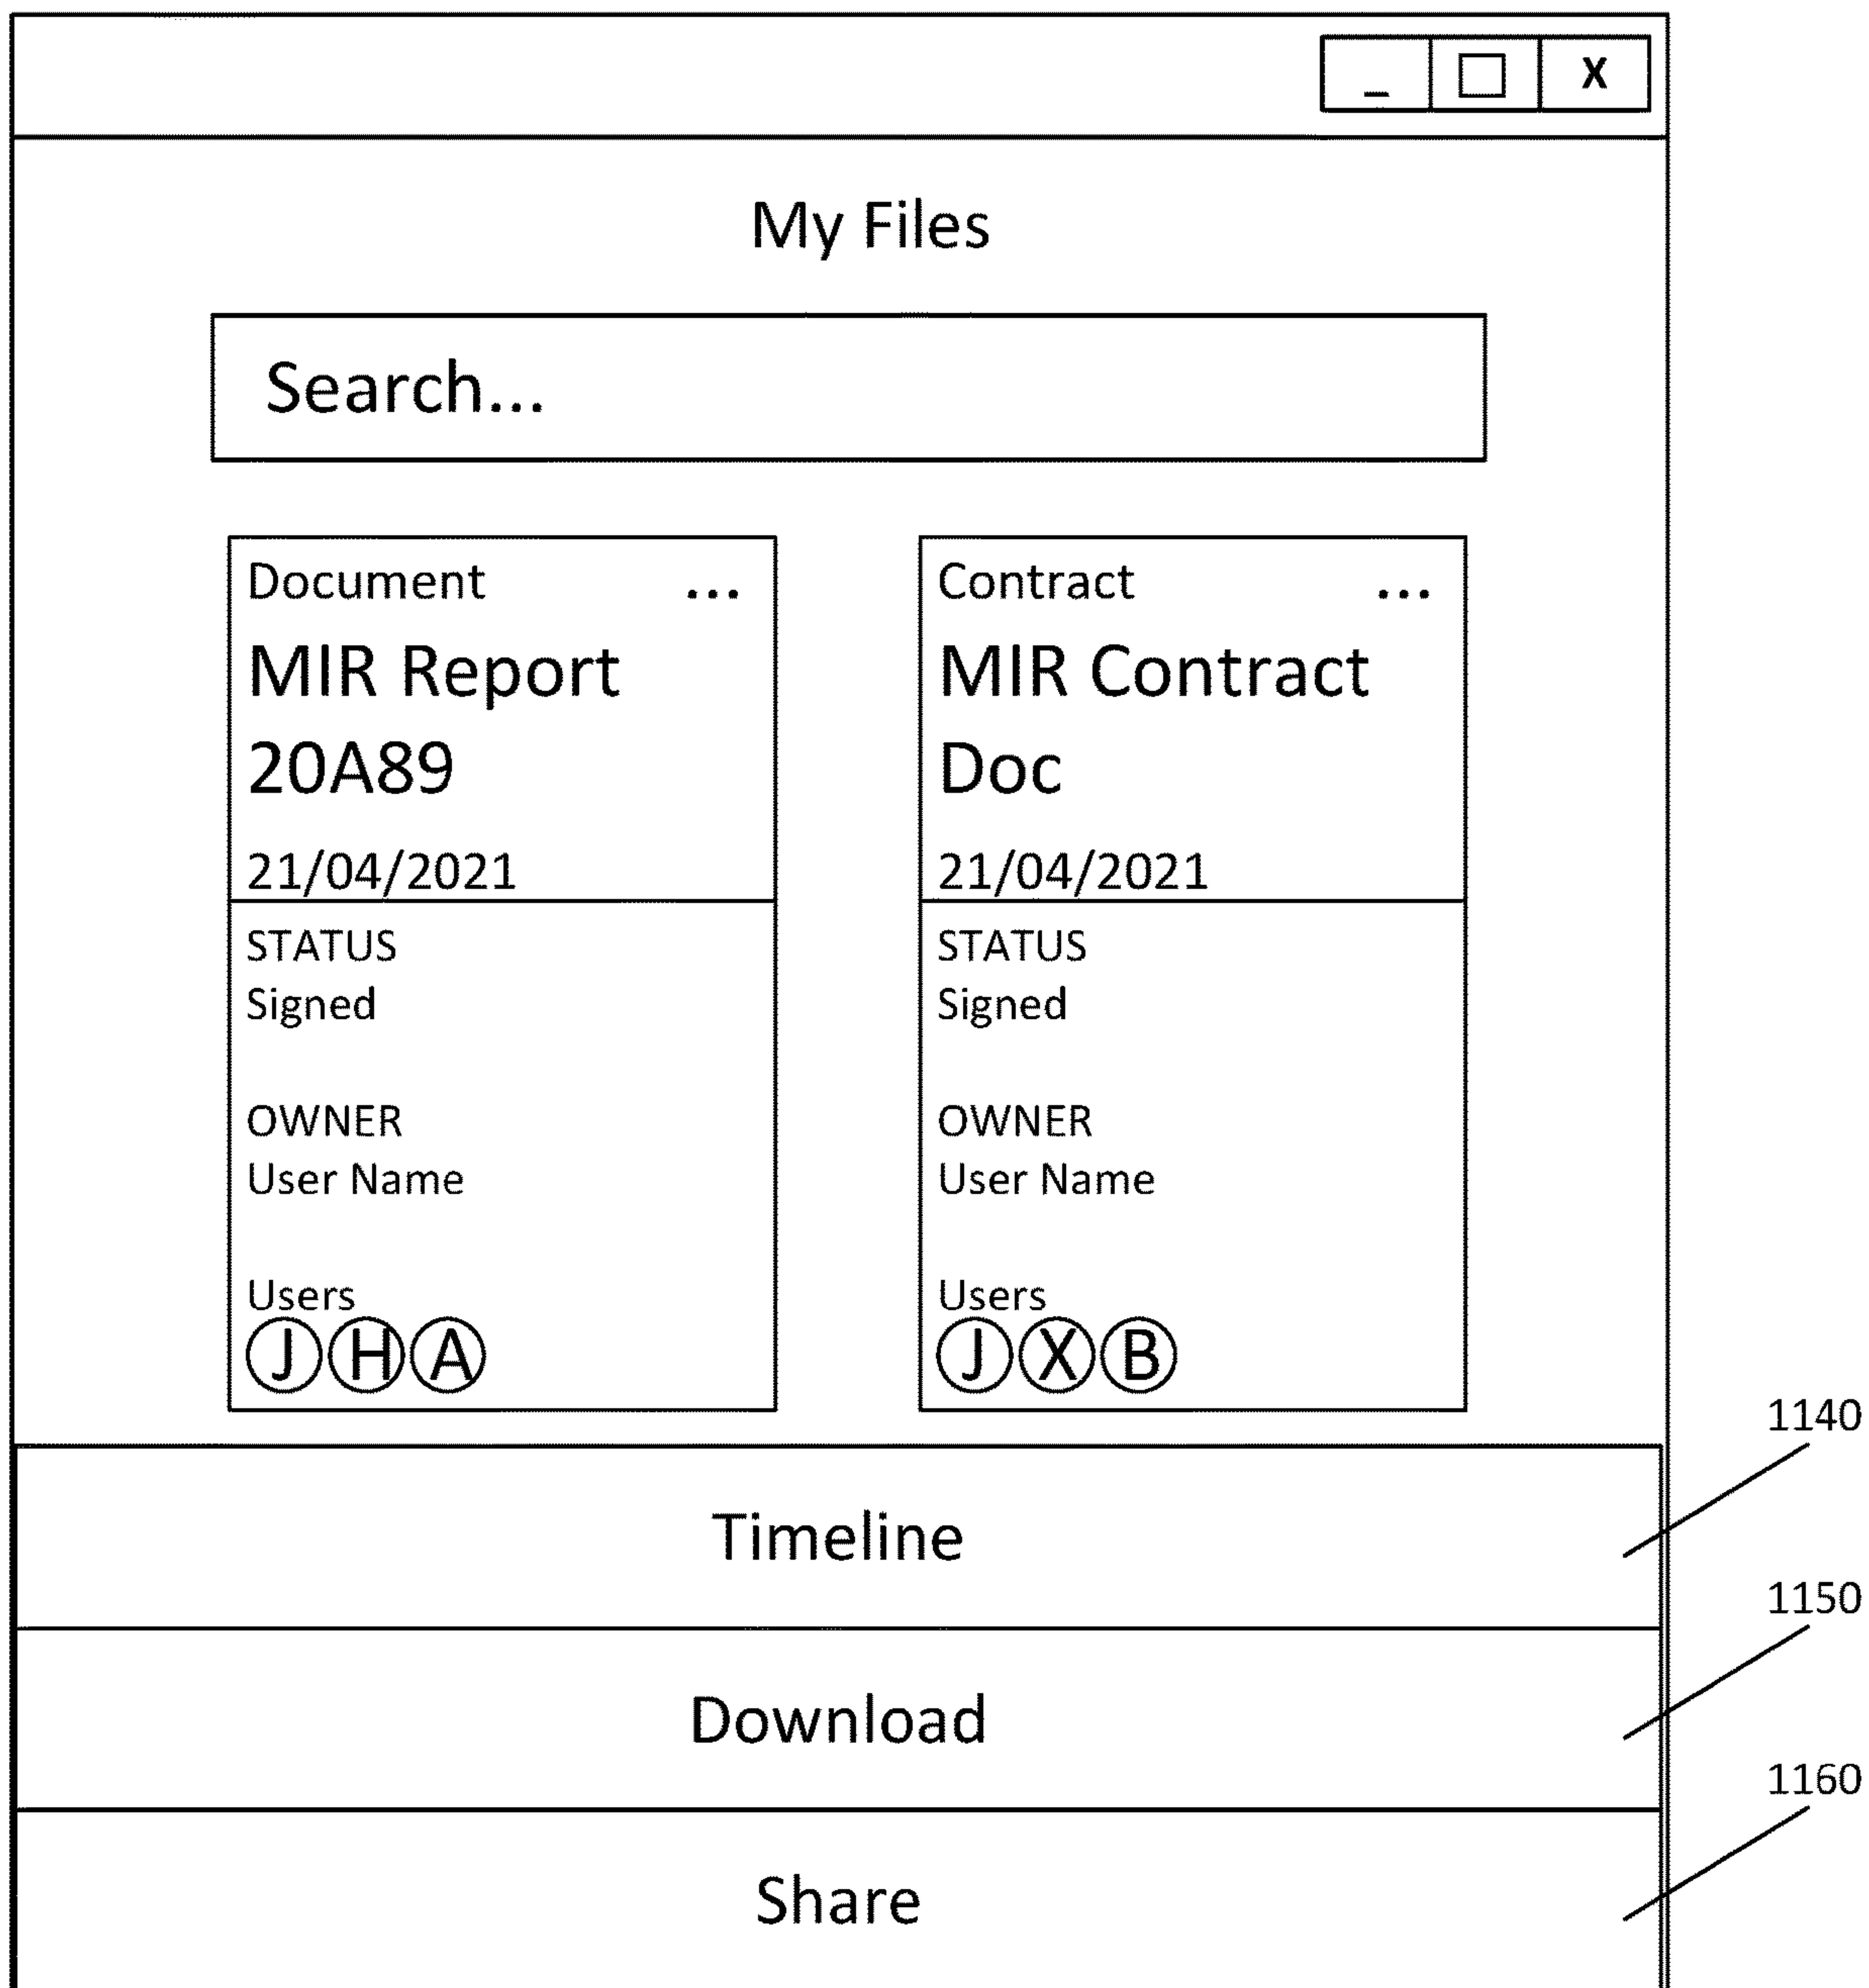 _ □ X
My Files
Search...
Document ...
MIR Report
20A89
21/04/2021
STATUS
Signed
OWNER
User Name
Users
J H A
Contract ...
MIR Contract
Doc
21/04/2021
STATUS
Signed
OWNER
User Name
Users
J X B
1140
Timeline
1150
Download
1160
Share